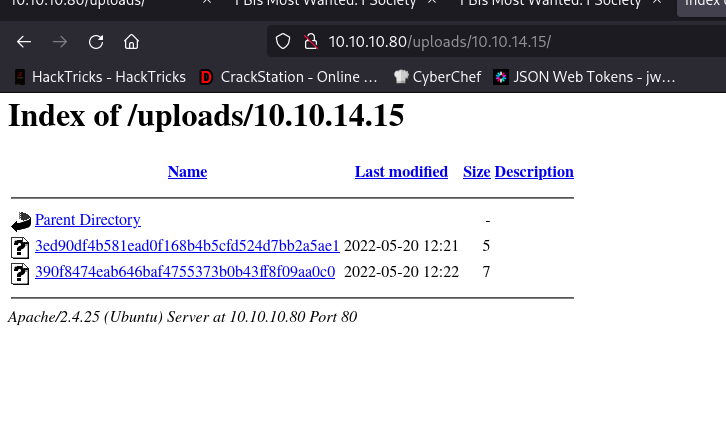 10.10.10.80/uploads/ × FBIs Most Wanted: FSociety × FBIs Most Wanted: FSociety × Index o
10.10.10.80/uploads/10.10.14.15/
HackTricks - HackTricks CrackStation - Online … CyberChef JSON Web Tokens - jw…
Index of /uploads/10.10.14.15
Name Last modified Size Description
Parent Directory -
3ed90df4b581ead0f168b4b5cfd524d7bb2a5ae1 2022-05-20 12:21 5
390f8474eab646baf4755373b0b43ff8f09aa0c0 2022-05-20 12:22 7
Apache/2.4.25 (Ubuntu) Server at 10.10.10.80 Port 80